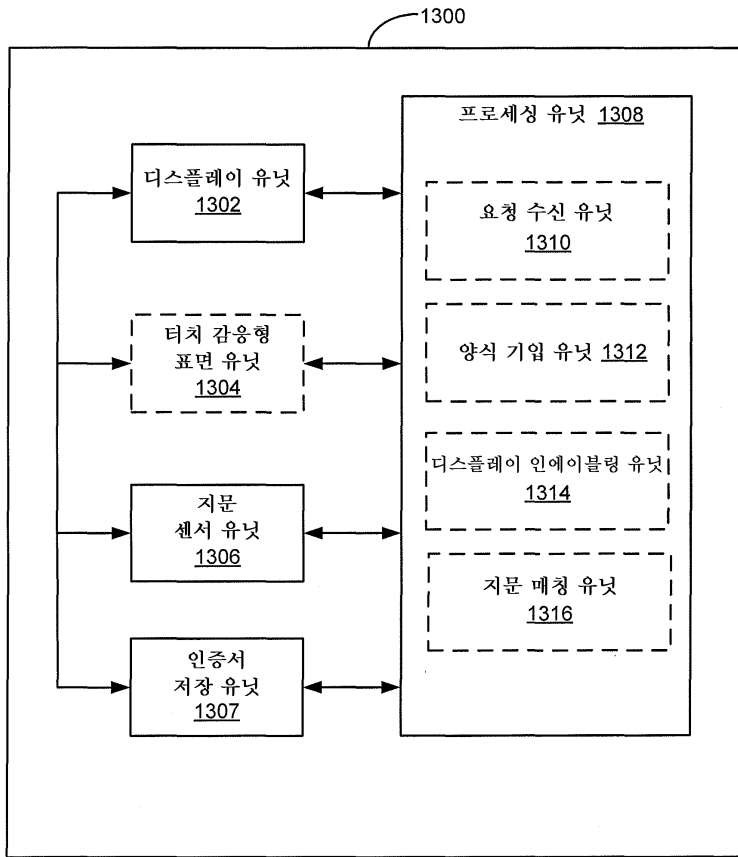 1300
프로세싱 유닛 1308
디스플레이 유닛
1302
요청 수신 유닛
1310
터치 감응형
표면 유닛
1304
양식 기입 유닛 1312
디스플레이 인에이블링 유닛
1314
지문
센서 유닛
1306
지문 매칭 유닛
1316
인증서
저장 유닛
1307